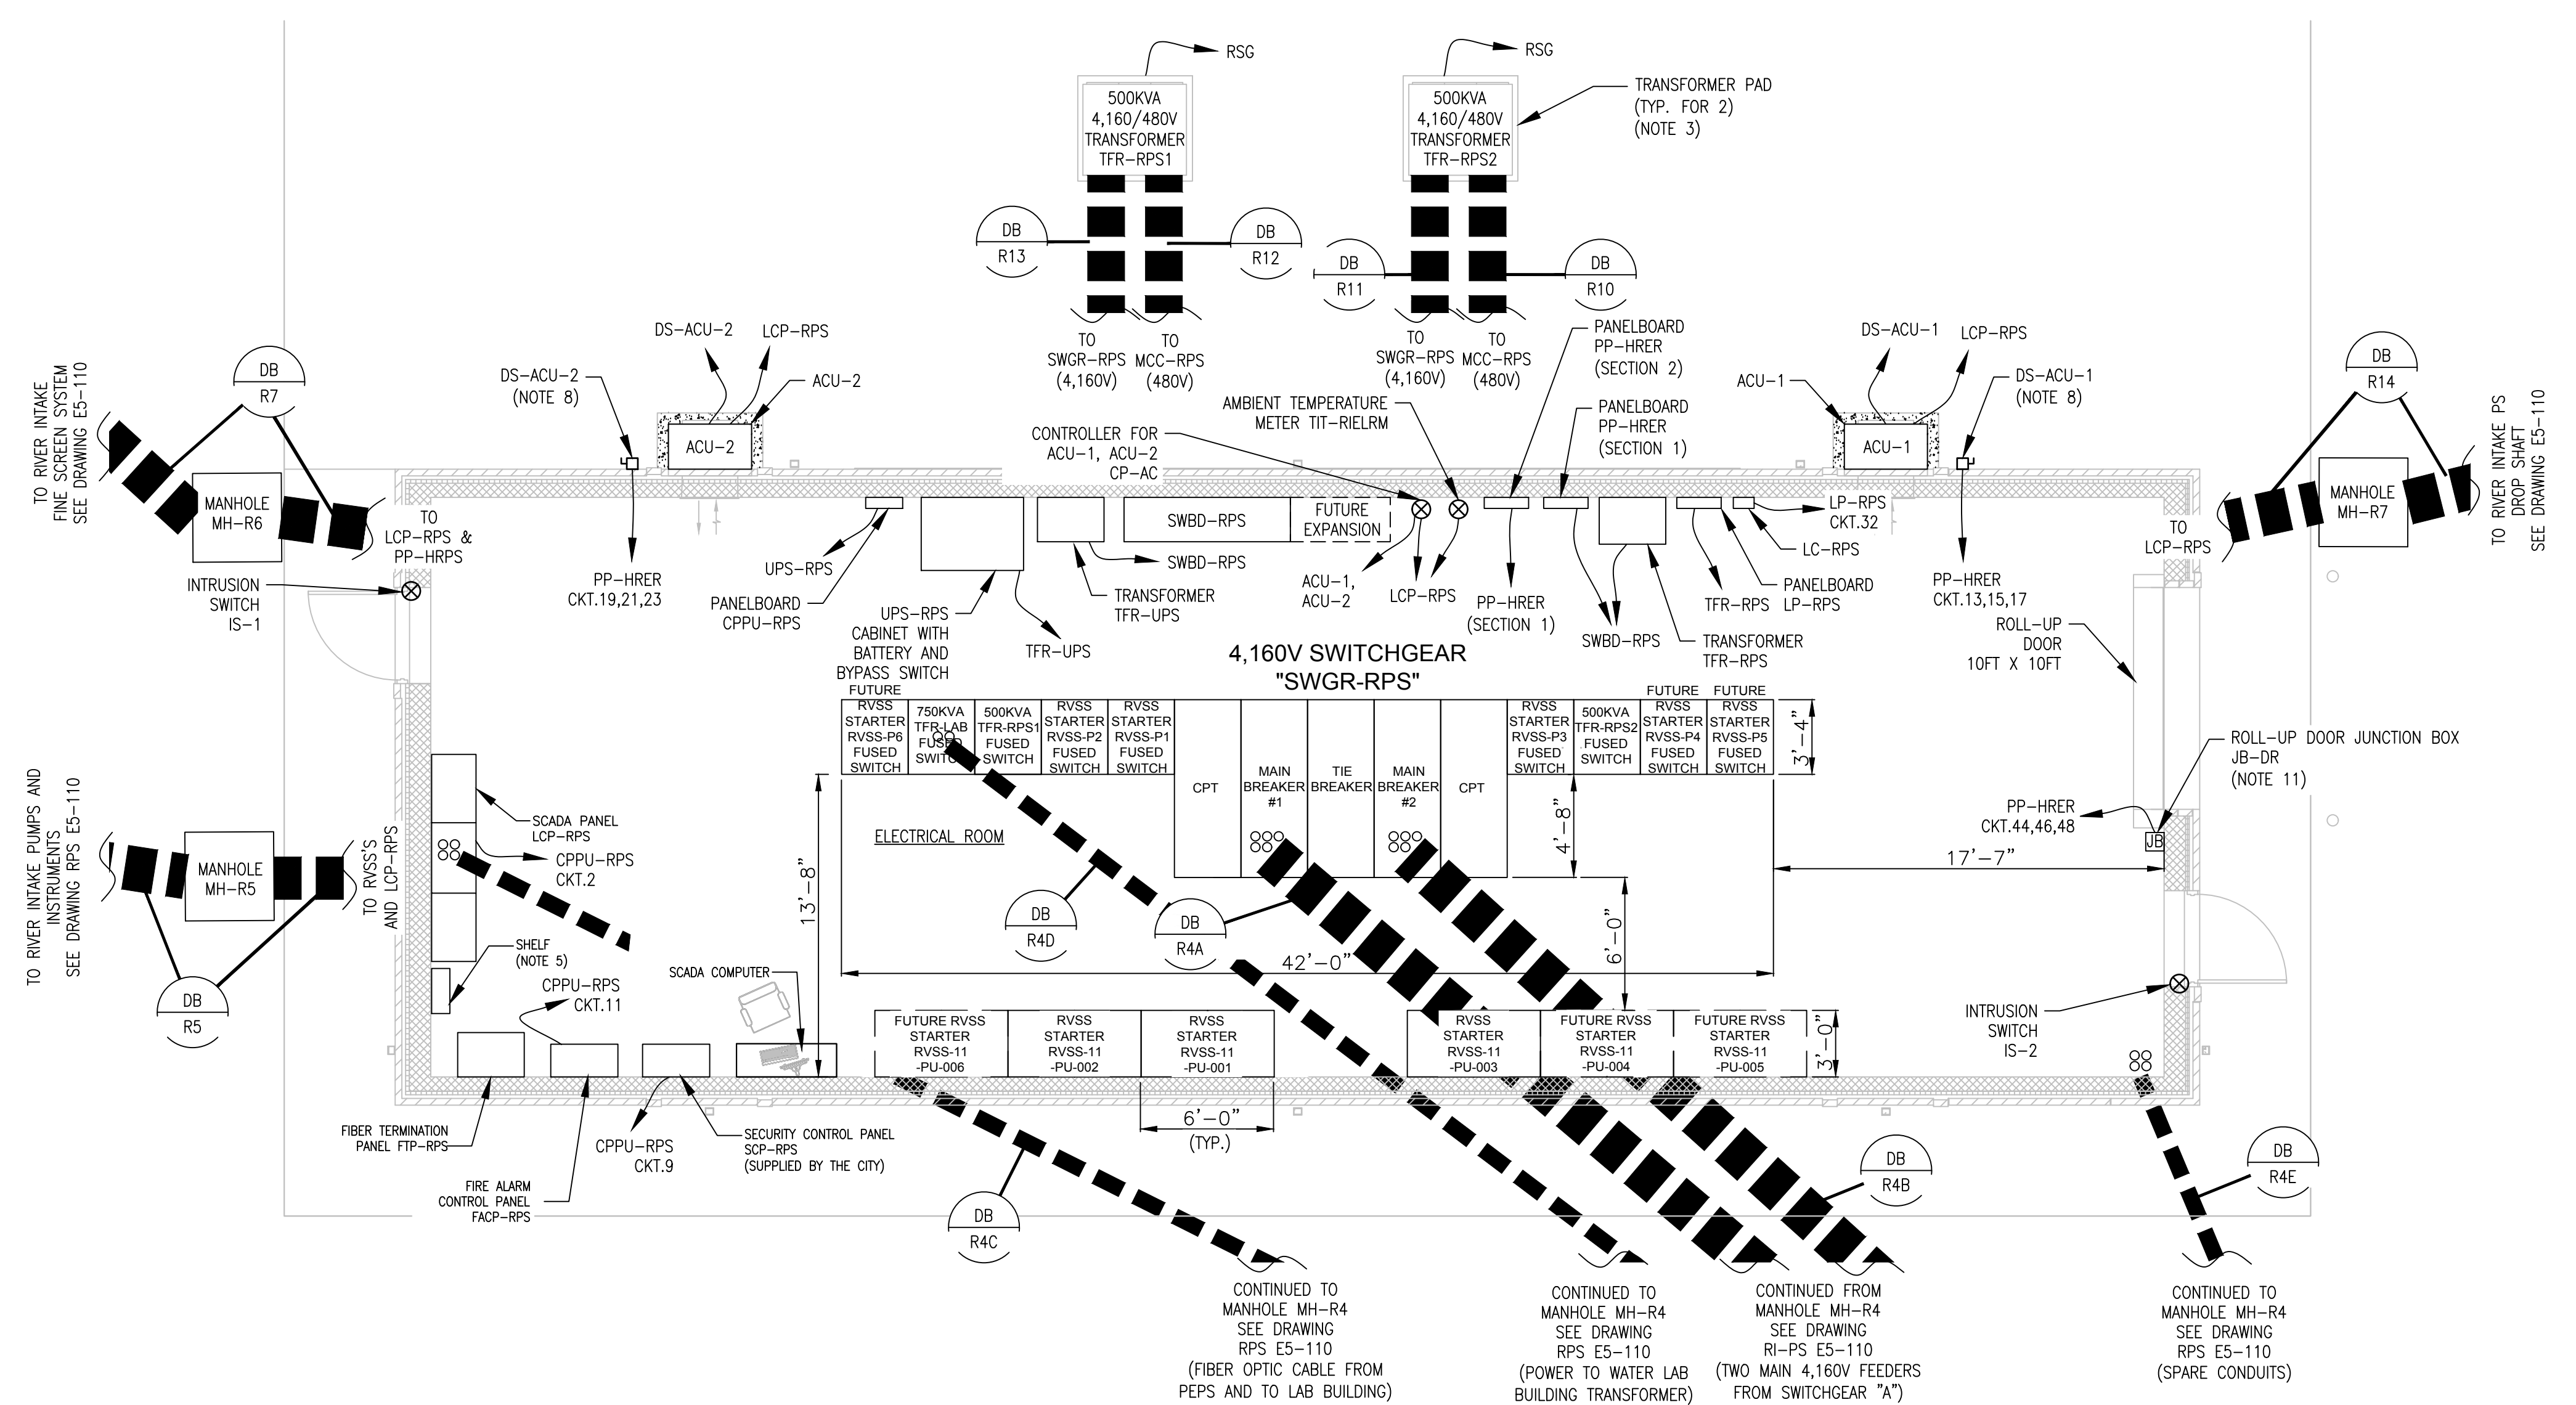 RSG
RSG
500KVA
4,160/480V
TRANSFORMER
TFR-RPS1
500KVA
4,160/480V
TRANSFORMER
TFR-RPS2
TRANSFORMER PAD
(TYP. FOR 2)
(NOTE 3)
DB
R13
DB
R12
DB
R11
DB
R10
TO
SWGR-RPS
(4,160V)
TO
MCC-RPS
(480V)
TO
SWGR-RPS
(4,160V)
TO
MCC-RPS
(480V)
PANELBOARD
PP-HRER
(SECTION 2)
PANELBOARD
PP-HRER
(SECTION 1)
AMBIENT TEMPERATURE
METER TIT-RIELRM
CONTROLLER FOR
ACU-1, ACU-2
CP-AC
DS-ACU-2
LCP-RPS
DS-ACU-2
(NOTE 8)
ACU-2
ACU-2
DS-ACU-1
LCP-RPS
ACU-1
ACU-1
DS-ACU-1
(NOTE 8)
DB
R7
DB
R14
TO RIVER INTAKE
FINE SCREEN SYSTEM
SEE DRAWING E5-110
MANHOLE
MH-R6
TO
LCP-RPS &
PP-HRPS
TO
LCP-RPS
MANHOLE
MH-R7
TO RIVER INTAKE PS
DROP SHAFT
SEE DRAWING E5-110
INTRUSION
SWITCH
IS-1
PP-HRER
CKT.19,21,23
UPS-RPS
PANELBOARD
CPPU-RPS
UPS-RPS
CABINET WITH
BATTERY AND
BYPASS SWITCH
TFR-UPS
SWBD-RPS
TRANSFORMER
TFR-UPS
SWBD-RPS
FUTURE
EXPANSION
ACU-1,
ACU-2
LCP-RPS
PP-HRER
(SECTION 1)
SWBD-RPS
TRANSFORMER
TFR-RPS
TFR-RPS
PANELBOARD
LP-RPS
LP-RPS
CKT.32
LC-RPS
PP-HRER
CKT.13,15,17
ROLL-UP
DOOR
10FT X 10FT
ROLL-UP DOOR JUNCTION BOX
JB-DR
(NOTE 11)
PP-HRER
CKT.44,46,48
JB
4,160V SWITCHGEAR
"SWGR-RPS"
FUTURE
RVSS
STARTER
RVSS-P6
FUSED
SWITCH
750KVA
TFR-LAB
FUSED
SWITCH
500KVA
TFR-RPS1
FUSED
SWITCH
RVSS
STARTER
RVSS-P2
FUSED
SWITCH
RVSS
STARTER
RVSS-P1
FUSED
SWITCH
CPT
MAIN
BREAKER
#1
TIE
BREAKER
MAIN
BREAKER
#2
CPT
RVSS
STARTER
RVSS-P3
FUSED
SWITCH
500KVA
TFR-RPS2
FUSED
SWITCH
FUTURE
RVSS
STARTER
RVSS-P4
FUSED
SWITCH
FUTURE
RVSS
STARTER
RVSS-P5
FUSED
SWITCH
3'-4"
4'-8"
17'-7"
13'-8"
6'-0"
42'-0"
ELECTRICAL ROOM
SCADA PANEL
LCP-RPS
CPPU-RPS
CKT.2
TO RIVER INTAKE PUMPS AND
INSTRUMENTS
SEE DRAWING RPS E5-110
MANHOLE
MH-R5
TO RVSS'S
AND LCP-RPS
DB
R5
SHELF
(NOTE 5)
CPPU-RPS
CKT.11
SCADA COMPUTER
DB
R4D
DB
R4A
FUTURE RVSS
STARTER
RVSS-11
-PU-006
RVSS
STARTER
RVSS-11
-PU-002
RVSS
STARTER
RVSS-11
-PU-001
RVSS
STARTER
RVSS-11
-PU-003
FUTURE RVSS
STARTER
RVSS-11
-PU-004
FUTURE RVSS
STARTER
RVSS-11
-PU-005
3'-0"
INTRUSION
SWITCH
IS-2
6'-0"
(TYP.)
FIBER TERMINATION
PANEL FTP-RPS
FIRE ALARM
CONTROL PANEL
FACP-RPS
CPPU-RPS
CKT.9
SECURITY CONTROL PANEL
SCP-RPS
(SUPPLIED BY THE CITY)
DB
R4C
DB
R4B
DB
R4E
CONTINUED TO
MANHOLE MH-R4
SEE DRAWING
RPS E5-110
(FIBER OPTIC CABLE FROM
PEPS AND TO LAB BUILDING)
CONTINUED TO
MANHOLE MH-R4
SEE DRAWING
RPS E5-110
(POWER TO WATER LAB
BUILDING TRANSFORMER)
CONTINUED FROM
MANHOLE MH-R4
SEE DRAWING
RI-PS E5-110
(TWO MAIN 4,160V FEEDERS
FROM SWITCHGEAR "A")
CONTINUED TO
MANHOLE MH-R4
SEE DRAWING
RPS E5-110
(SPARE CONDUITS)